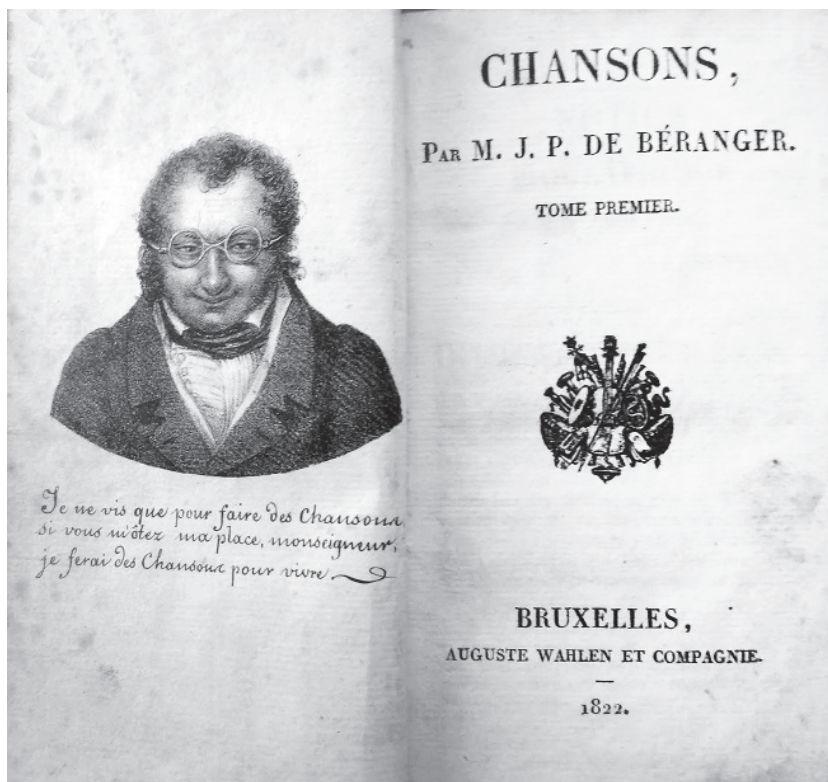 Je ne vis que pour faire des Chansons,
si vous m'ôtez ma place, monseigneur,
je ferai des Chansons pour vivre
CHANSONS,
PAR M. J. P. DE BÉRANGER.
TOME PREMIER.
BRUXELLES,
AUGUSTE WAHLEN ET COMPAGNIE.
1822.